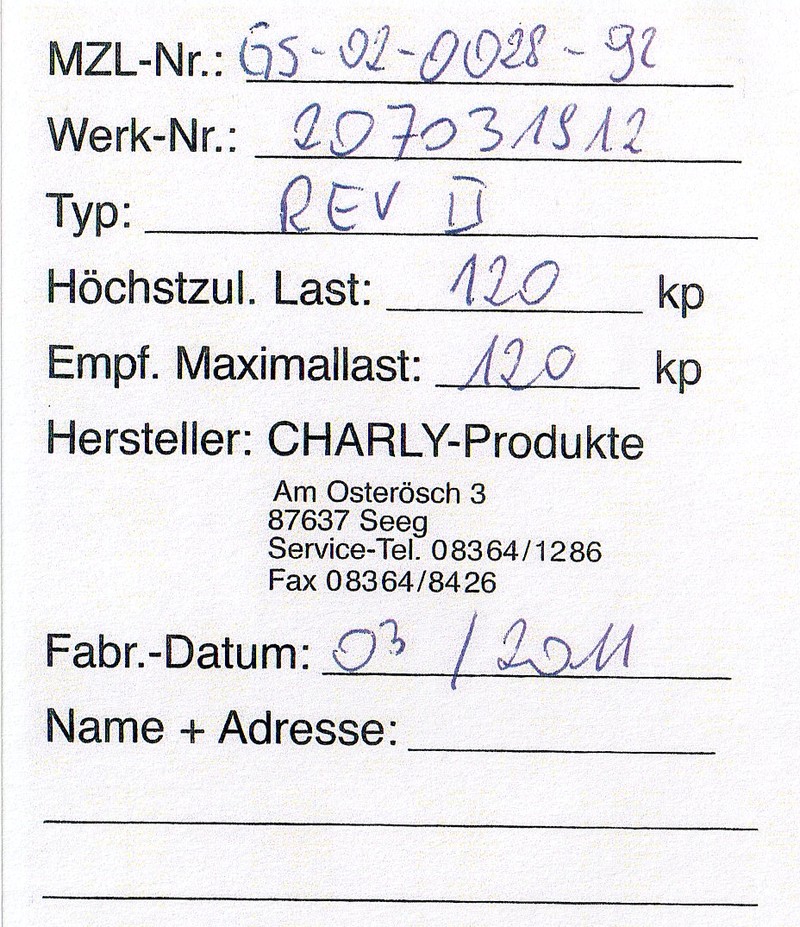 MZL-Nr.: GS-02-0028-92
Werk-Nr.: 207031912
Typ: REV II
Höchstzul. Last: 120 kp
Empf. Maximallast: 120 kp
Hersteller: CHARLY-Produkte
Am Osterösch 3
87637 Seeg
Service-Tel. 08364/1286
Fax 08364/8426
Fabr.-Datum: 03 / 2011
Name + Adresse: